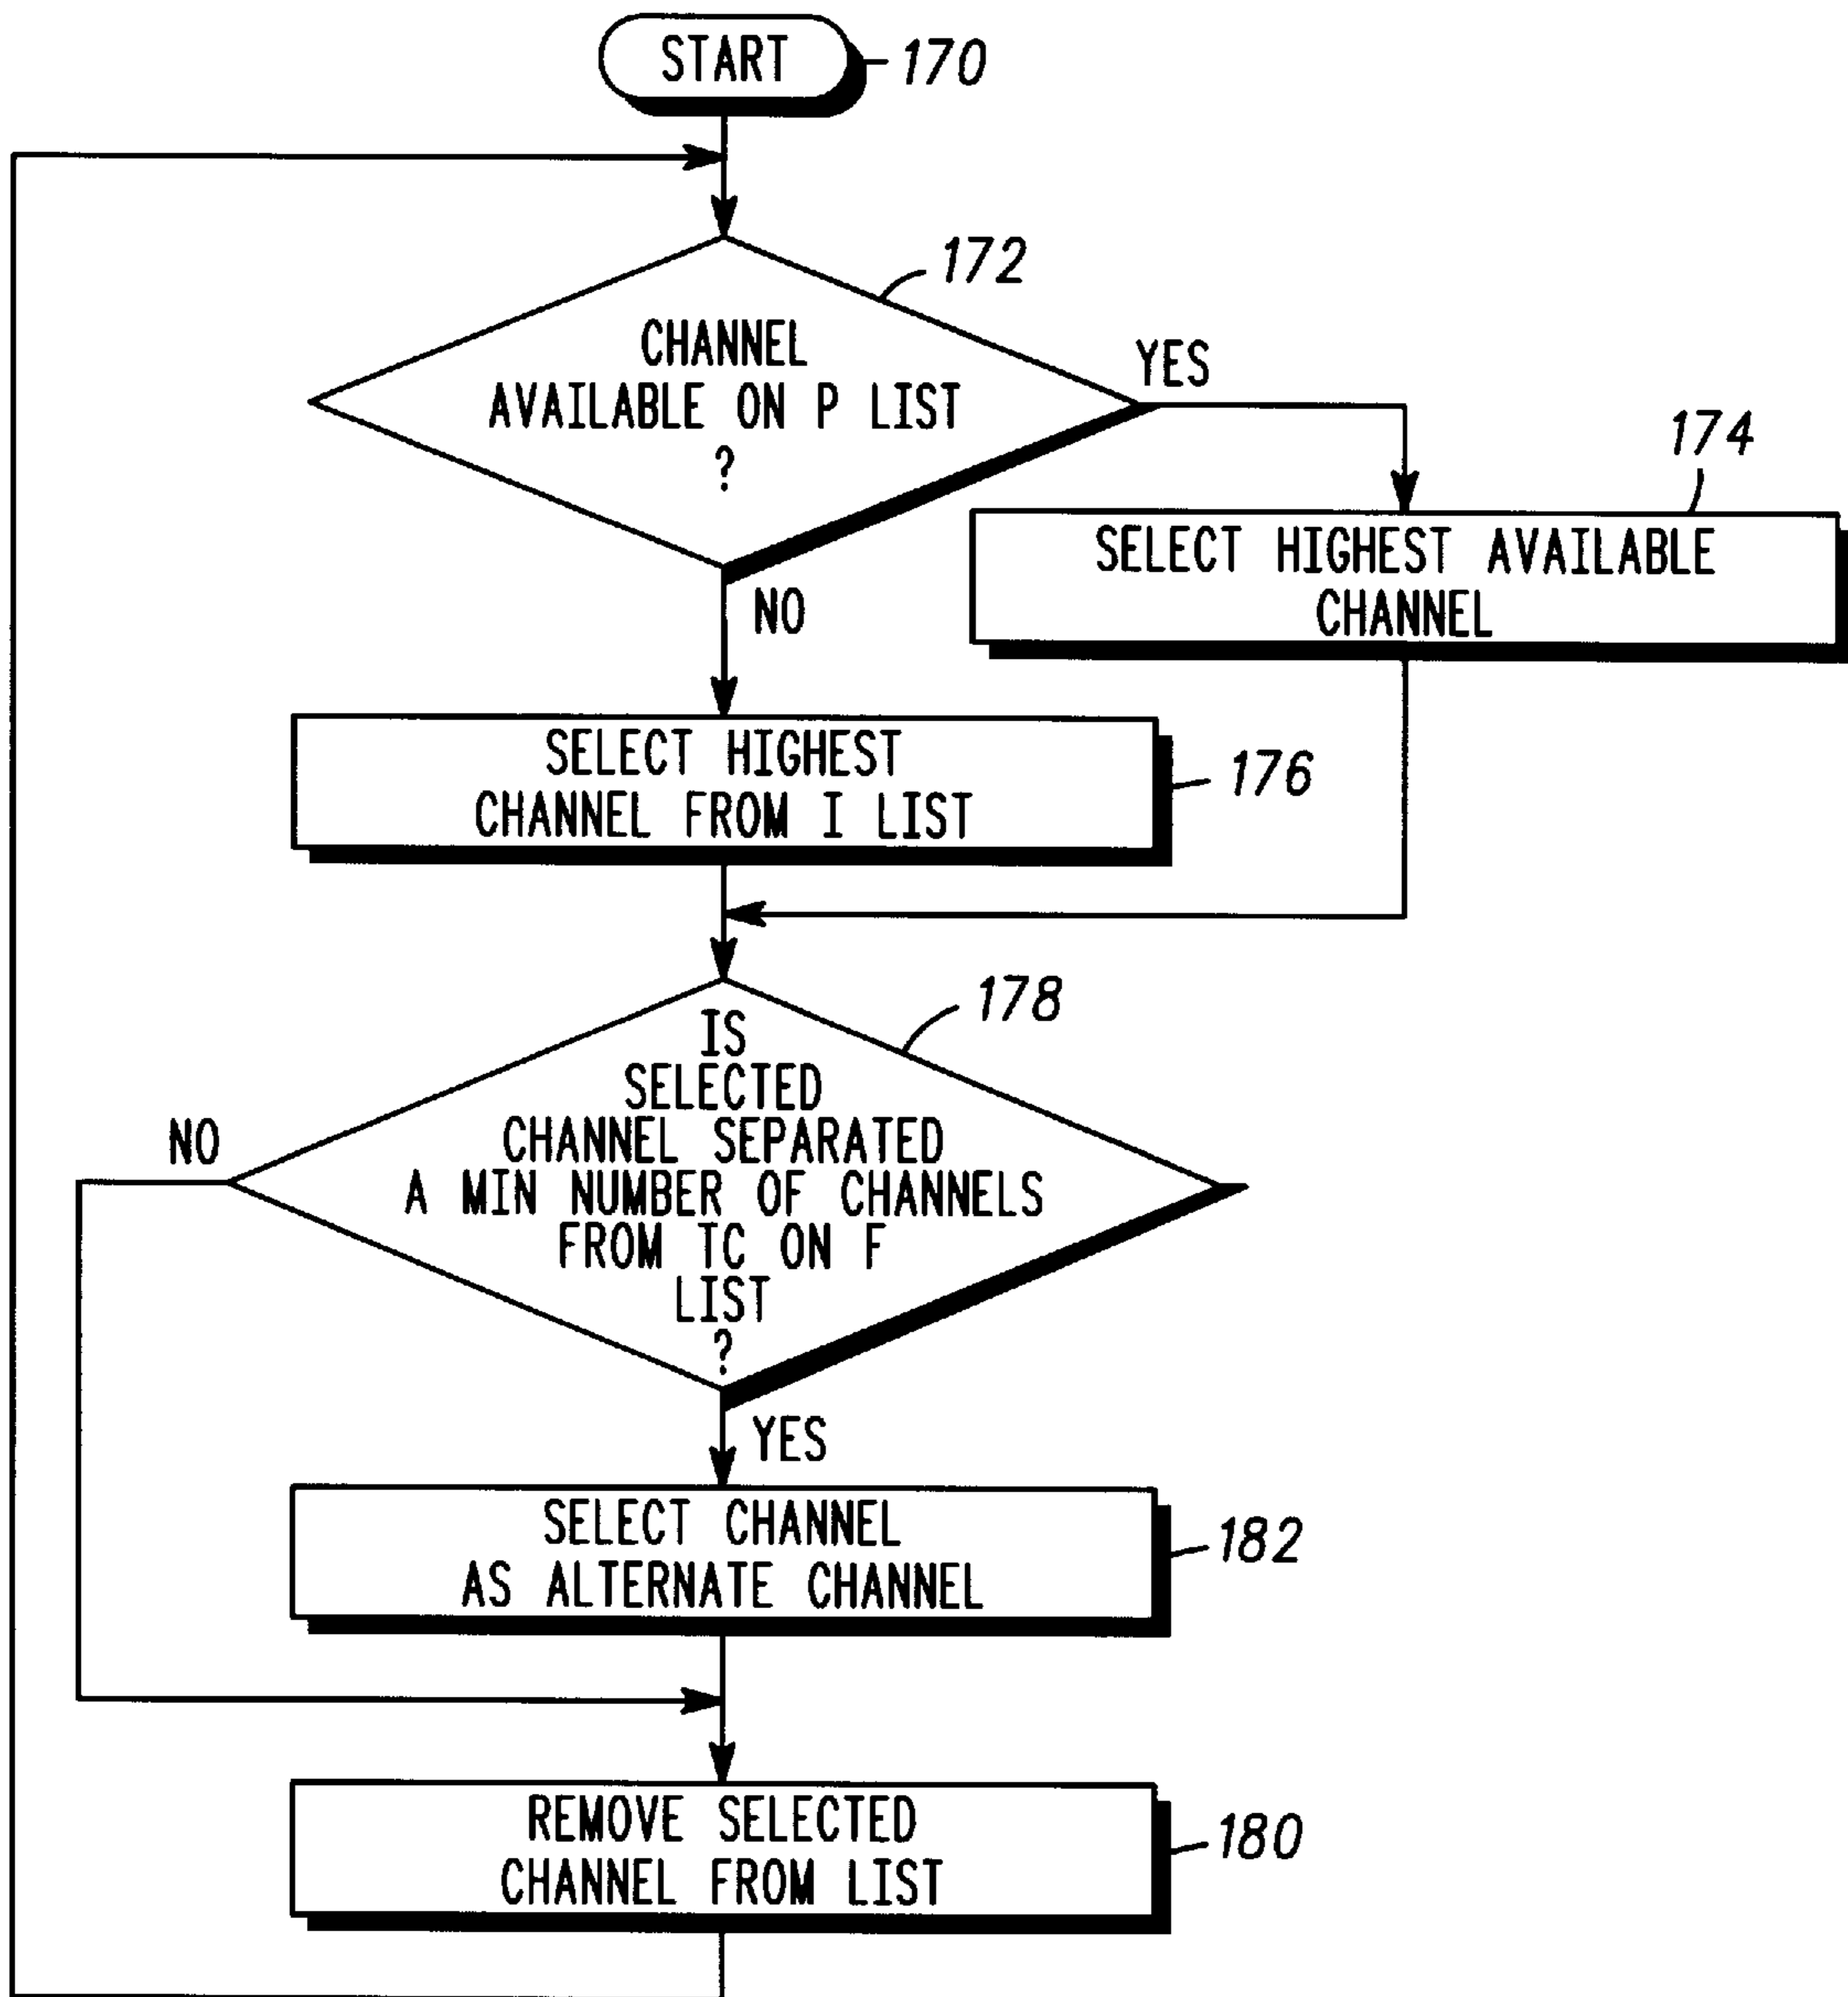 START
170
172
CHANNEL
AVAILABLE ON P LIST
?
YES
174
SELECT HIGHEST AVAILABLE
CHANNEL
NO
SELECT HIGHEST
CHANNEL FROM I LIST
176
178
IS
SELECTED
CHANNEL SEPARATED
A MIN NUMBER OF CHANNELS
FROM TC ON F
LIST
?
NO
YES
SELECT CHANNEL
AS ALTERNATE CHANNEL
182
REMOVE SELECTED
CHANNEL FROM LIST
180